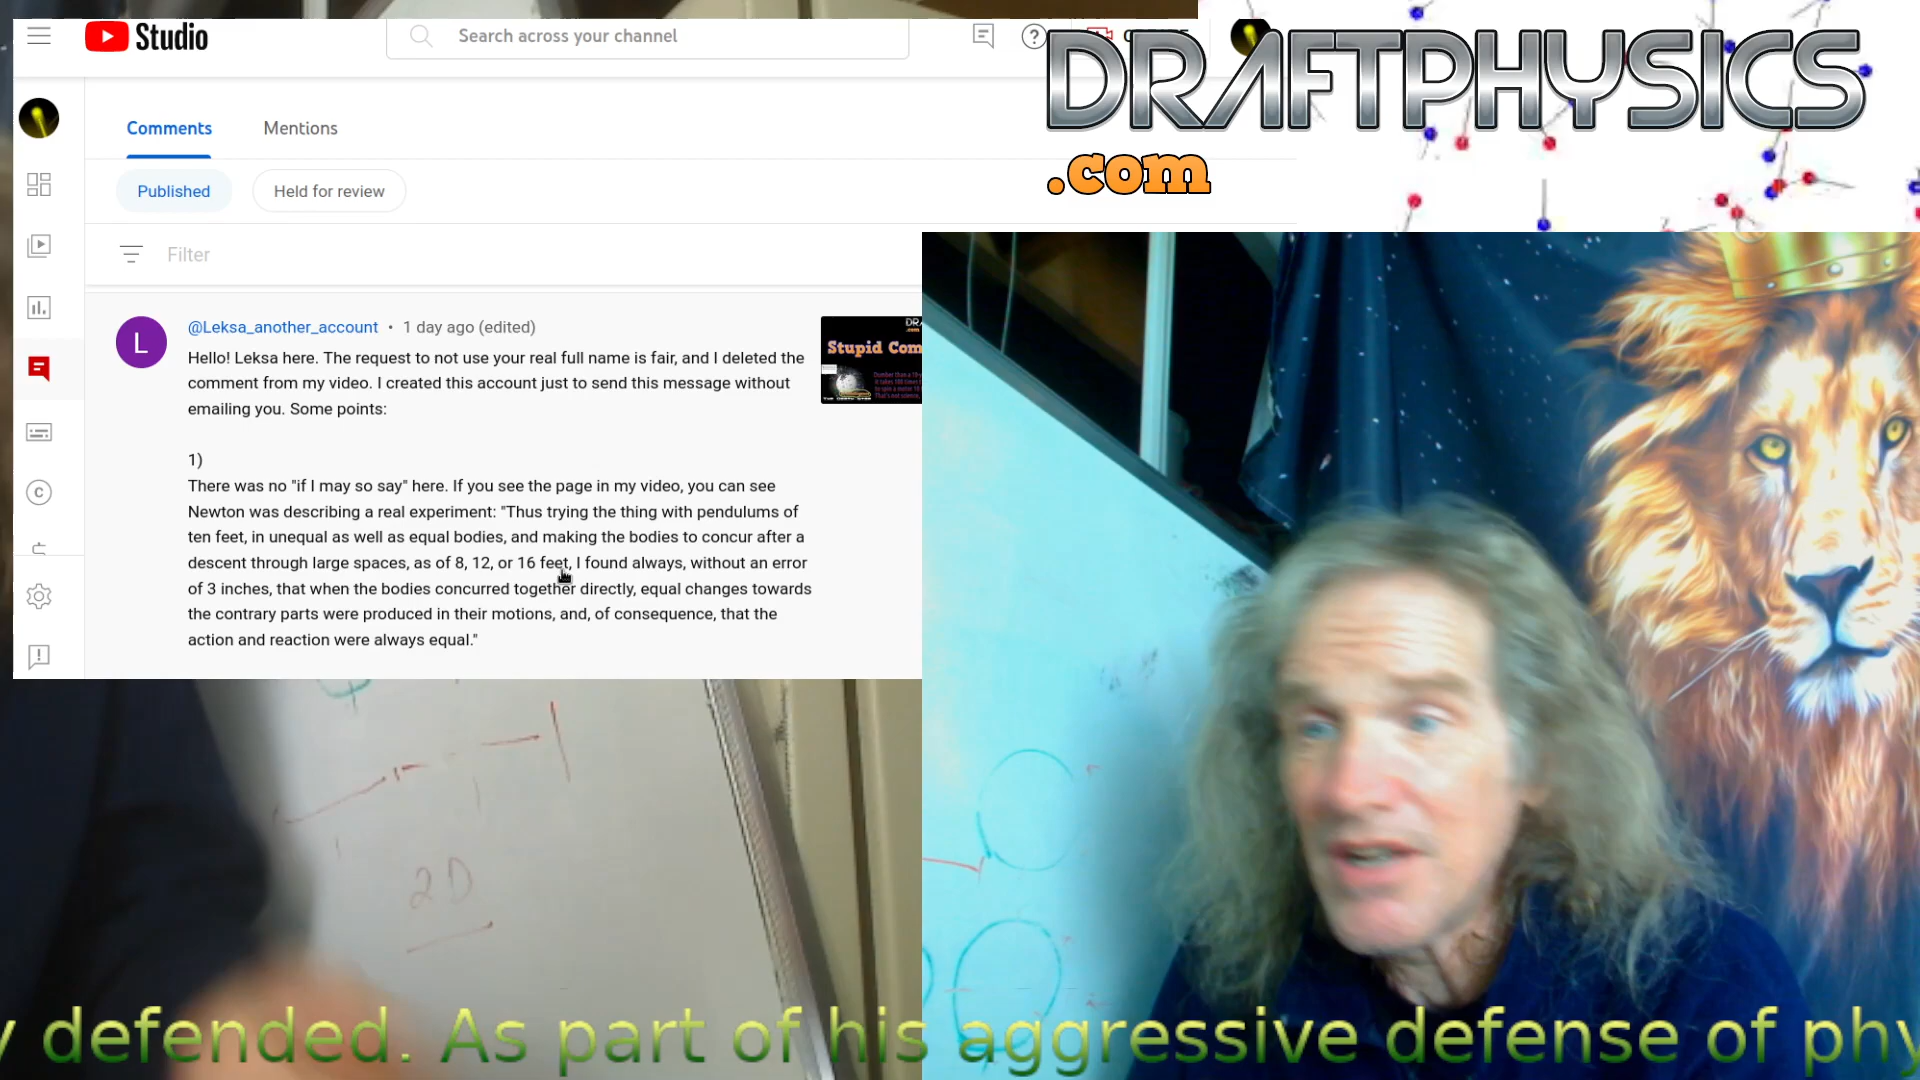 Studio
Search across your channel
DRAFTPHYSICS
.com
Comments
Mentions
Published
Held for review
Filter
@Leksa_another_account • 1 day ago (edited)
Hello! Leksa here. The request to not use your real full name is fair, and I deleted the
comment from my video. I created this account just to send this message without
emailing you. Some points:
1)
There was no "if I may so say" here. If you see the page in my video, you can see
Newton was describing a real experiment: "Thus trying the thing with pendulums of
ten feet, in unequal as well as equal bodies, and making the bodies to concur after a
descent through large spaces, as of 8, 12, or 16 feet, I found always, without an error
of 3 inches, that when the bodies concurred together directly, equal changes towards
the contrary parts were produced in their motions, and, of consequence, that the
action and reaction were always equal."
L
Stupid Com
2D
y defended. As part of his aggressive defense of phy